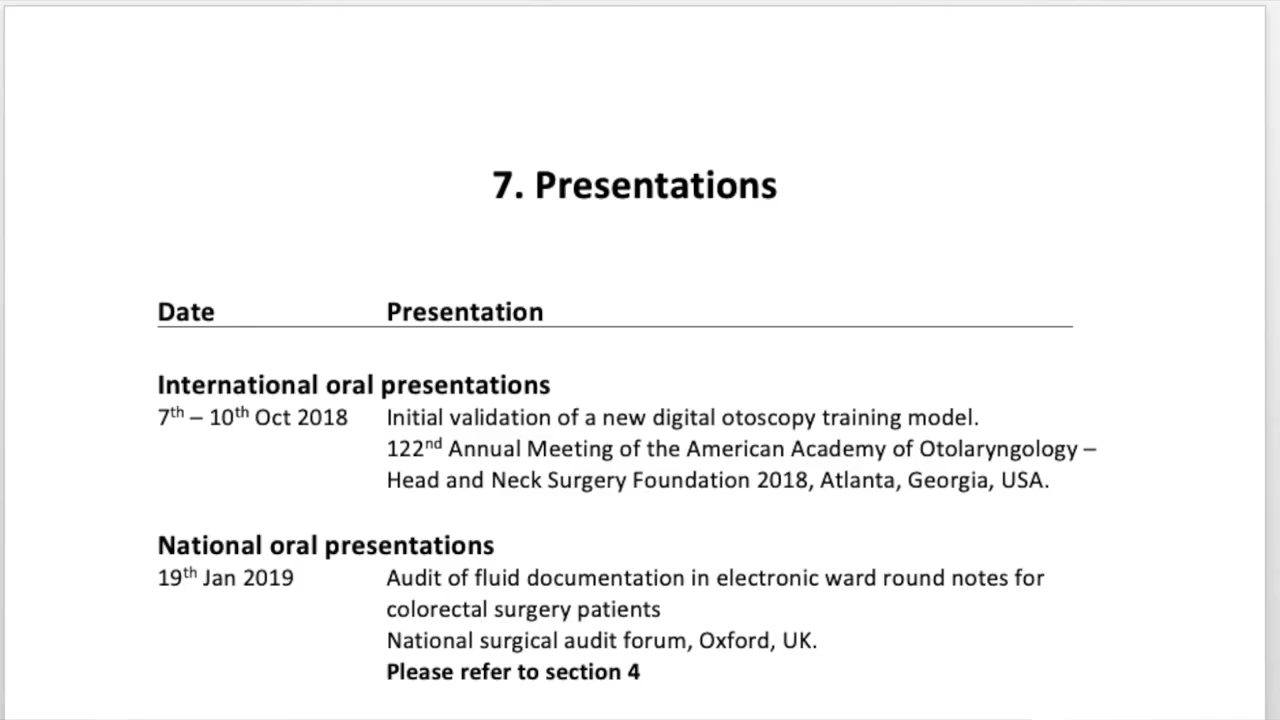 7. Presentations
Date Presentation
International oral presentations
7th – 10th Oct 2018 Initial validation of a new digital otoscopy training model.
122nd Annual Meeting of the American Academy of Otolaryngology –
Head and Neck Surgery Foundation 2018, Atlanta, Georgia, USA.
National oral presentations
19th Jan 2019 Audit of fluid documentation in electronic ward round notes for
colorectal surgery patients
National surgical audit forum, Oxford, UK.
Please refer to section 4